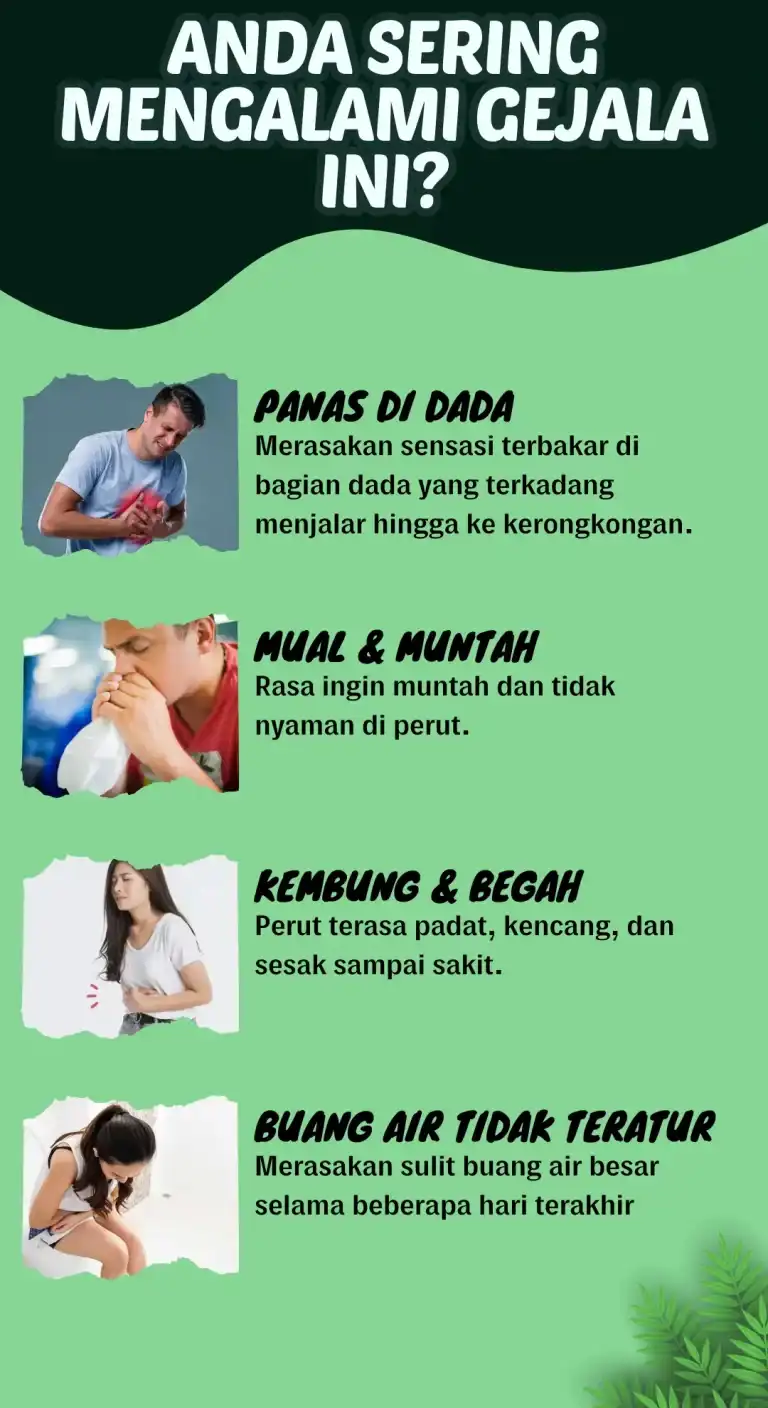 ANDA SERING
MENGALAMI GEJALA
INI?
PANAS DI DADA
Merasakan sensasi terbakar di
bagian dada yang terkadang
menjalar hingga ke kerongkongan.
MUAL & MUNTAH
Rasa ingin muntah dan tidak
nyaman di perut.
KEMBUNG & BEGAH
Perut terasa padat, kencang, dan
sesak sampai sakit.
BUANG AIR TIDAK TERATUR
Merasakan sulit buang air besar
selama beberapa hari terakhir